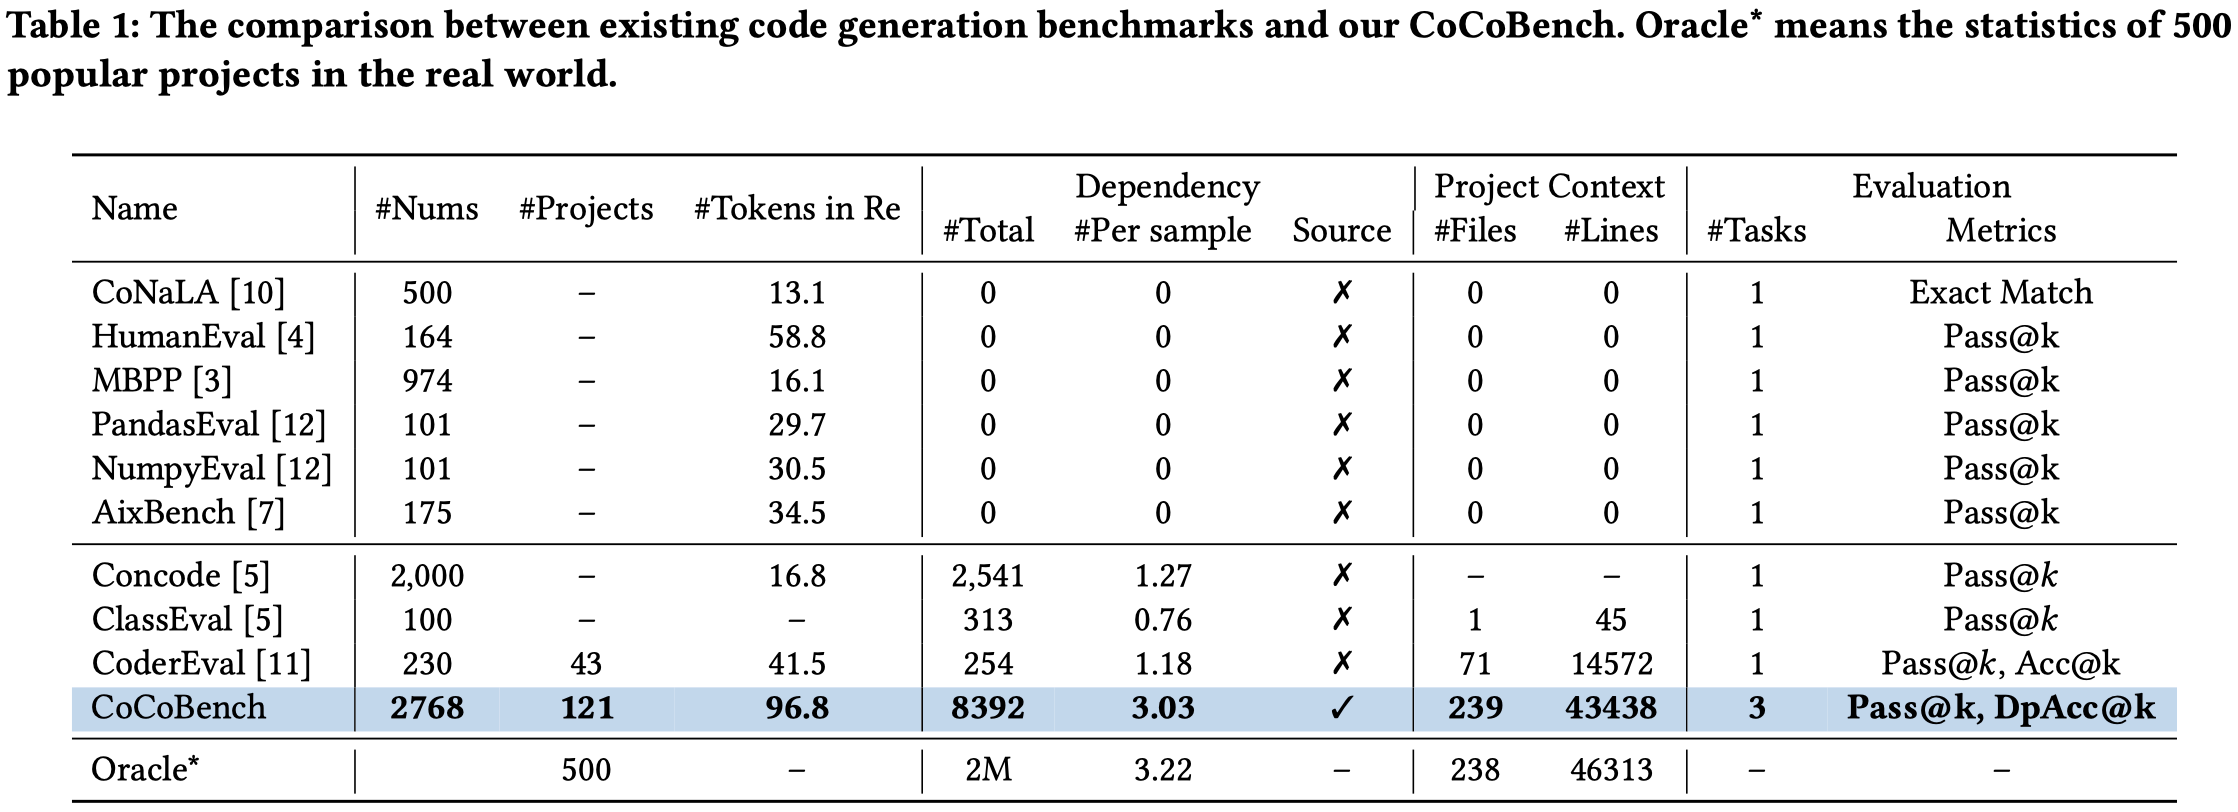 Table 1: The comparison between existing code generation benchmarks and our CoCoBench. Oracle* means the statistics of 500
popular projects in the real world.
Name #Nums #Projects #Tokens in Re Dependency Project Context Evaluation
#Total #Per sample Source #Files #Lines #Tasks Metrics
CoNaLA [10] 500 – 13.1 0 0 ✗ 0 0 1 Exact Match
HumanEval [4] 164 – 58.8 0 0 ✗ 0 0 1 Pass@k
MBPP [3] 974 – 16.1 0 0 ✗ 0 0 1 Pass@k
PandasEval [12] 101 – 29.7 0 0 ✗ 0 0 1 Pass@k
NumpyEval [12] 101 – 30.5 0 0 ✗ 0 0 1 Pass@k
AixBench [7] 175 – 34.5 0 0 ✗ 0 0 1 Pass@k
Concode [5] 2,000 – 16.8 2,541 1.27 ✗ – – 1 Pass@k
ClassEval [5] 100 – – 313 0.76 ✗ 1 45 1 Pass@k
CoderEval [11] 230 43 41.5 254 1.18 ✗ 71 14572 1 Pass@k, Acc@k
CoCoBench 2768 121 96.8 8392 3.03 ✓ 239 43438 3 Pass@k, DpAcc@k
Oracle* 500 – 2M 3.22 – 238 46313 – –